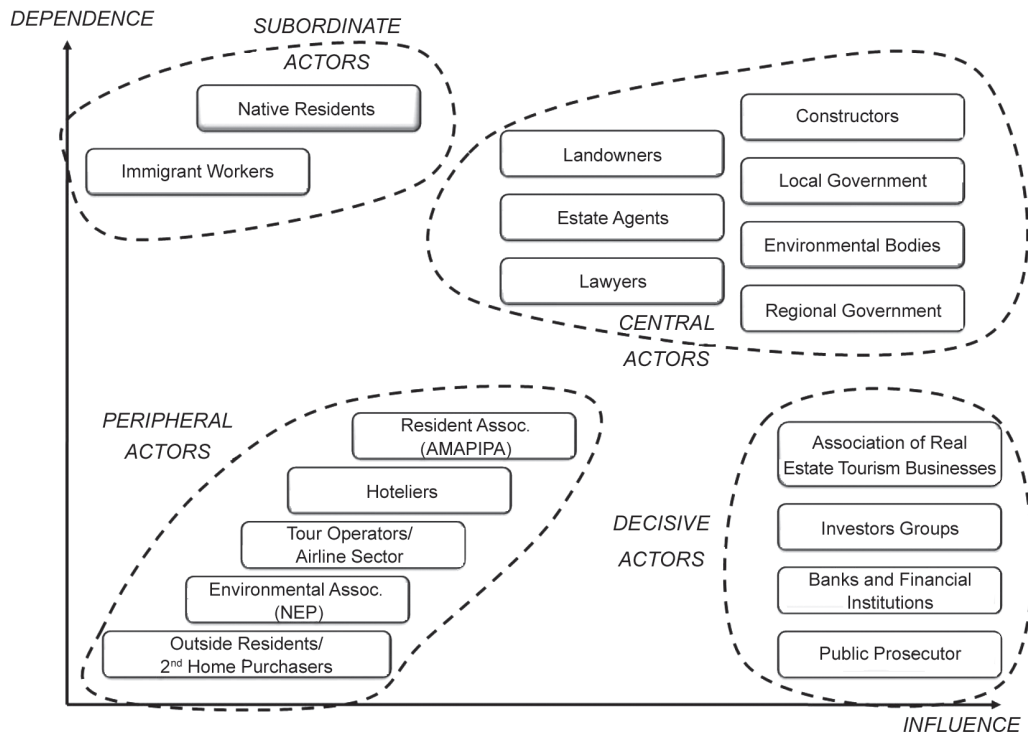 DEPENDENCE
SUBORDINATE
ACTORS
Native Residents
Immigrant Workers
Constructors
Landowners
Local Government
Estate Agents
Environmental Bodies
Lawyers
Regional Government
CENTRAL
ACTORS
PERIPHERAL
ACTORS
Resident Assoc.
(AMAPIPA)
Hoteliers
Tour Operators/
Airline Sector
Environmental Assoc.
(NEP)
Outside Residents/
2nd Home Purchasers
DECISIVE
ACTORS
Association of Real
Estate Tourism Businesses
Investors Groups
Banks and Financial
Institutions
Public Prosecutor
INFLUENCE